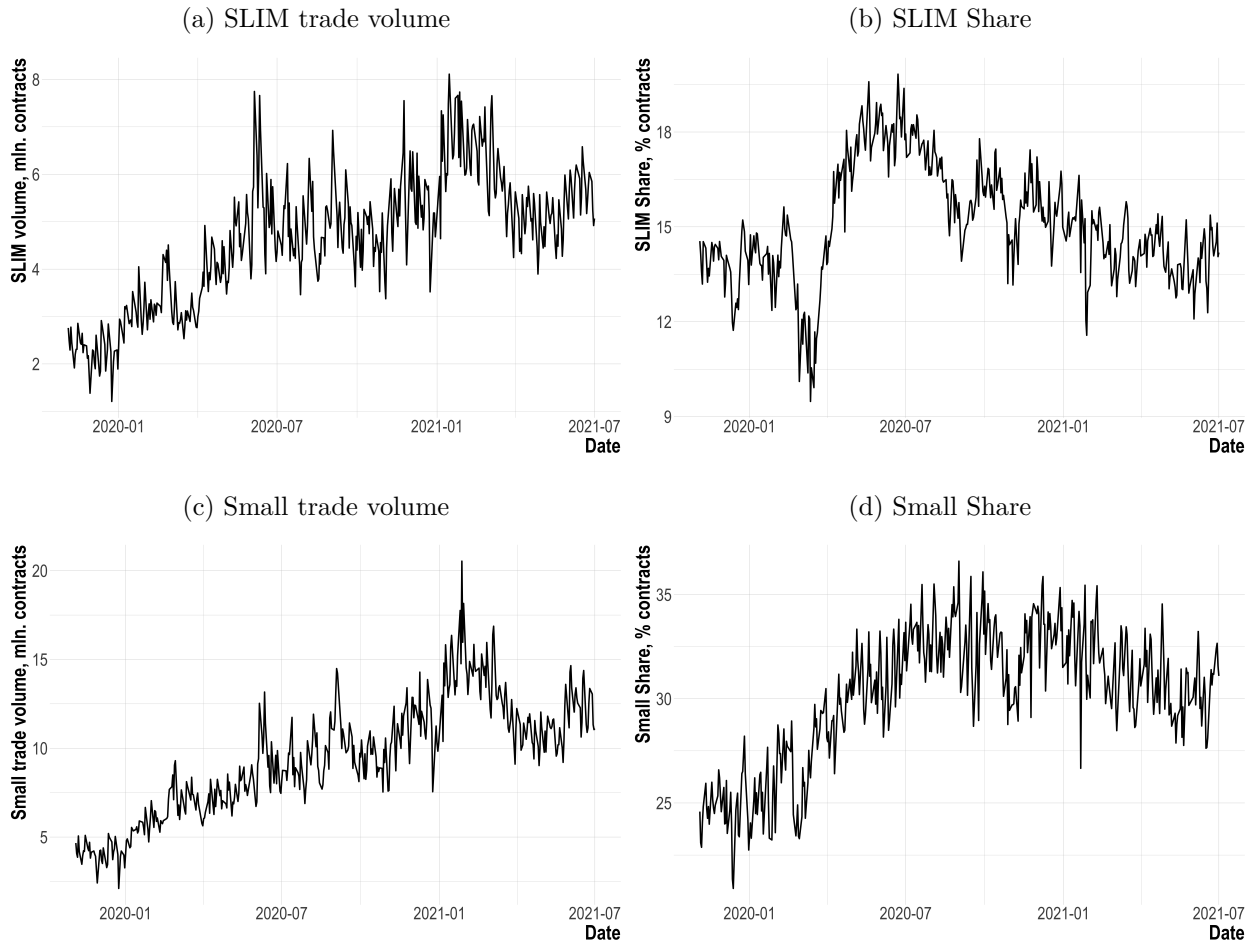 (a) SLIM trade volume
SLIM volume, mln. contracts
8
6
4
2
2020-01 2020-07 2021-01 2021-07
Date
(b) SLIM Share
SLIM Share, % contracts
18
15
12
9
2020-01 2020-07 2021-01 2021-07
Date
(c) Small trade volume
Small trade volume, mln. contracts
20
15
10
5
2020-01 2020-07 2021-01 2021-07
Date
(d) Small Share
Small Share, % contracts
35
30
25
2020-01 2020-07 2021-01 2021-07
Date